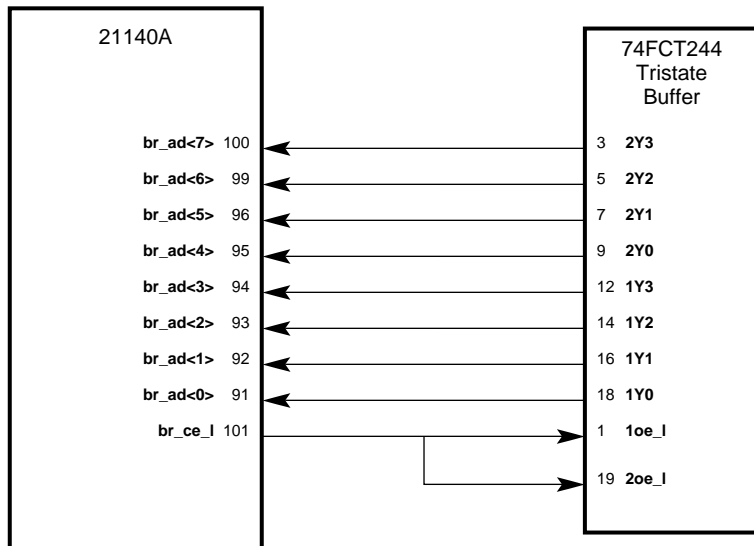 21140A
74FCT244
Tristate
Buffer
br_ad<7> 100 3 2Y3
br_ad<6> 99 5 2Y2
br_ad<5> 96 7 2Y1
br_ad<4> 95 9 2Y0
br_ad<3> 94 12 1Y3
br_ad<2> 93 14 1Y2
br_ad<1> 92 16 1Y1
br_ad<0> 91 18 1Y0
br_ce_l 101 1 1oe_l
19 2oe_l